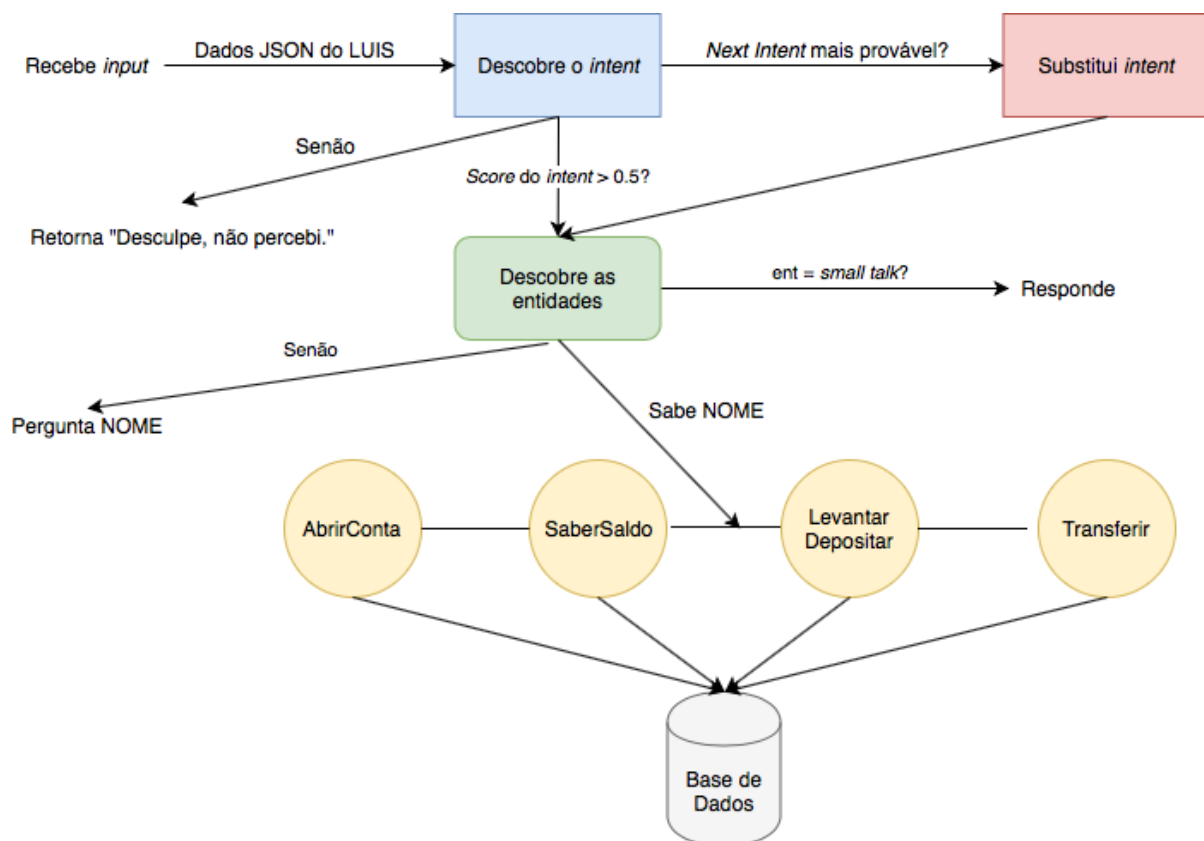 Recebe input
Dados JSON do LUIS
Descobre o intent
Next Intent mais provável?
Substitui intent
Senão
Score do intent > 0.5?
Retorna "Desculpe, não percebi."
Descobre as
entidades
ent = small talk?
Responde
Senão
Pergunta NOME
Sabe NOME
AbrirConta
SaberSaldo
Levantar
Depositar
Transferir
Base de
Dados